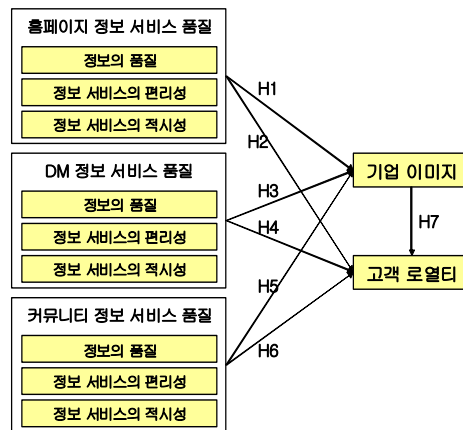 홈페이지 정보 서비스 품질
정보의 품질
정보 서비스의 편리성
정보 서비스의 적시성
DM 정보 서비스 품질
정보의 품질
정보 서비스의 편리성
정보 서비스의 적시성
커뮤니티 정보 서비스 품질
정보의 품질
정보 서비스의 편리성
정보 서비스의 적시성
H1
H2
H3
H4
H5
H6
기업 이미지
H7
고객 로열티